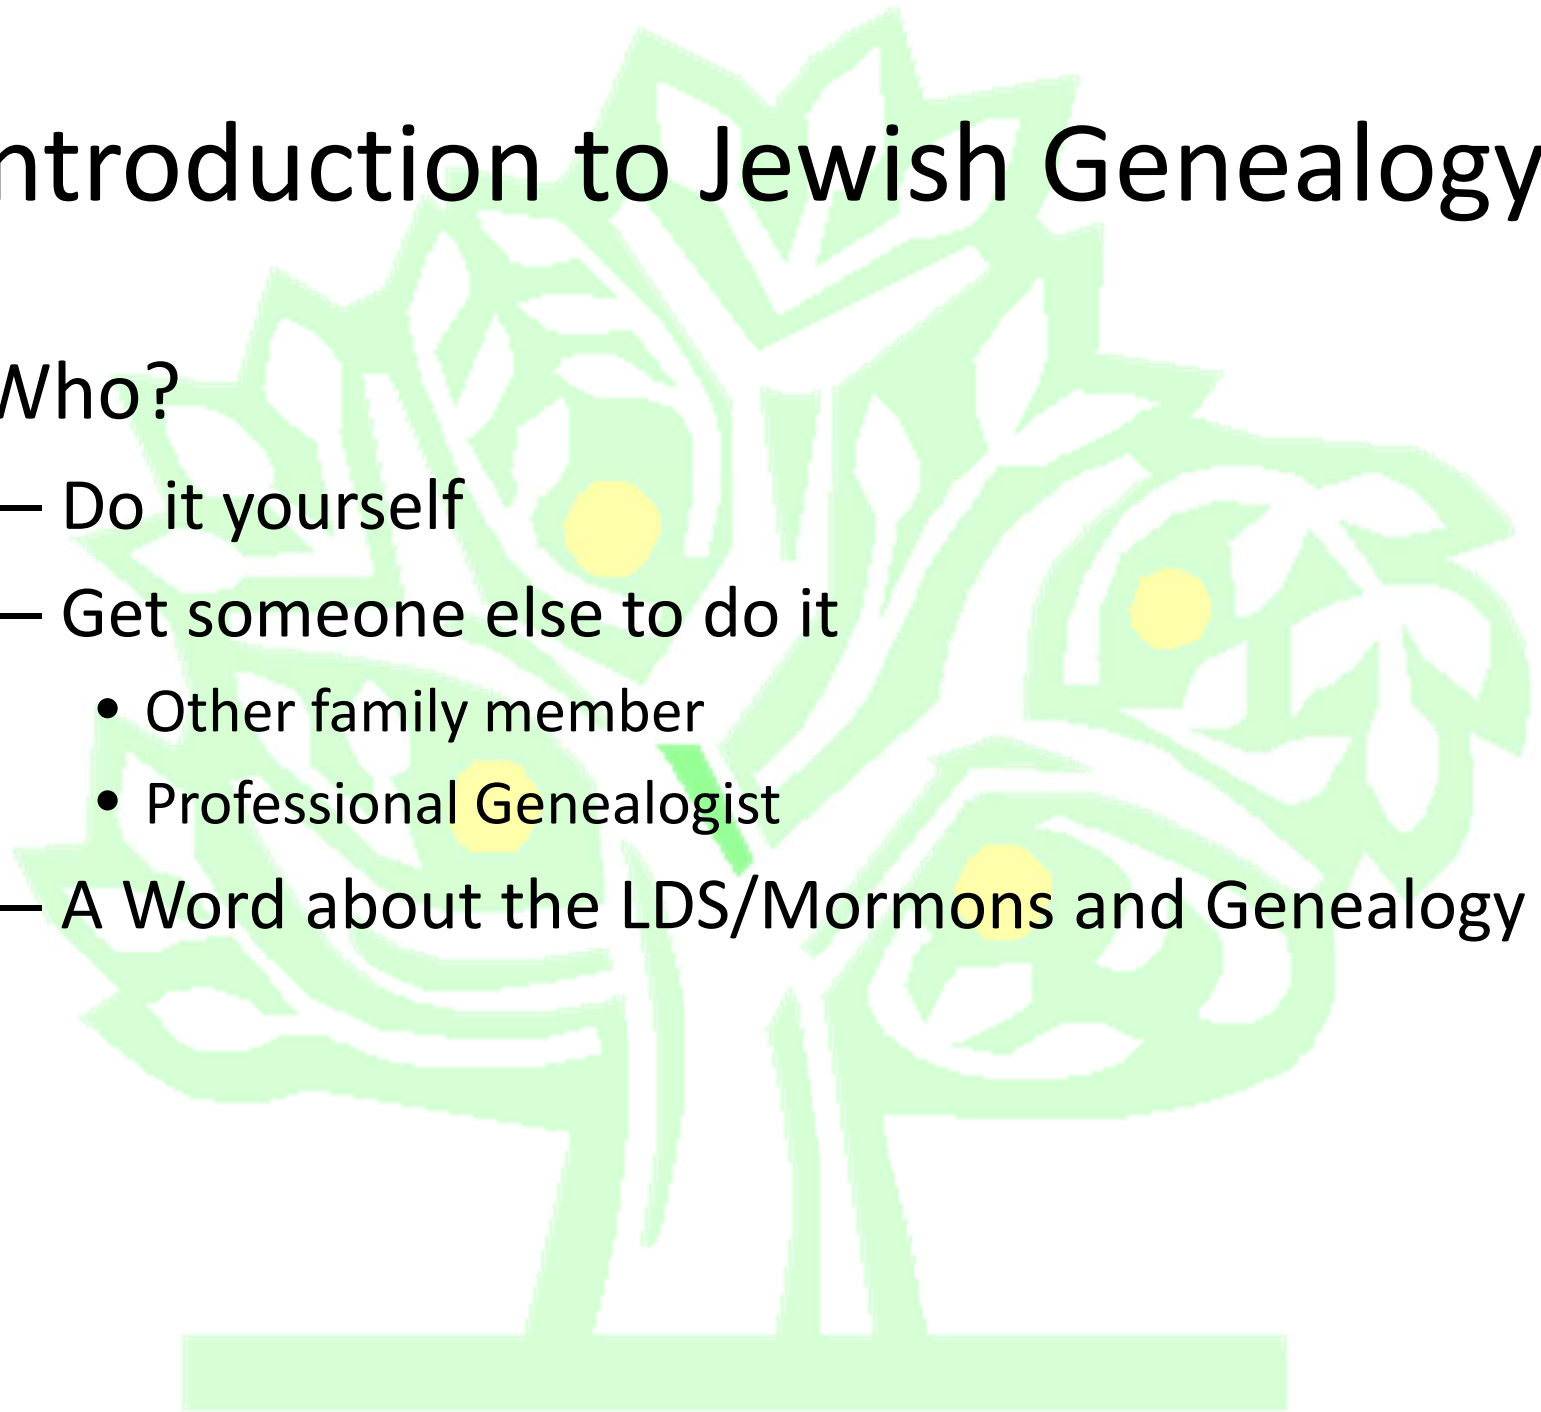 ntroduction to Jewish Genealogy
Who?
– Do it yourself
– Get someone else to do it
• Other family member
• Professional Genealogist
– A Word about the LDS/Mormons and Genealogy